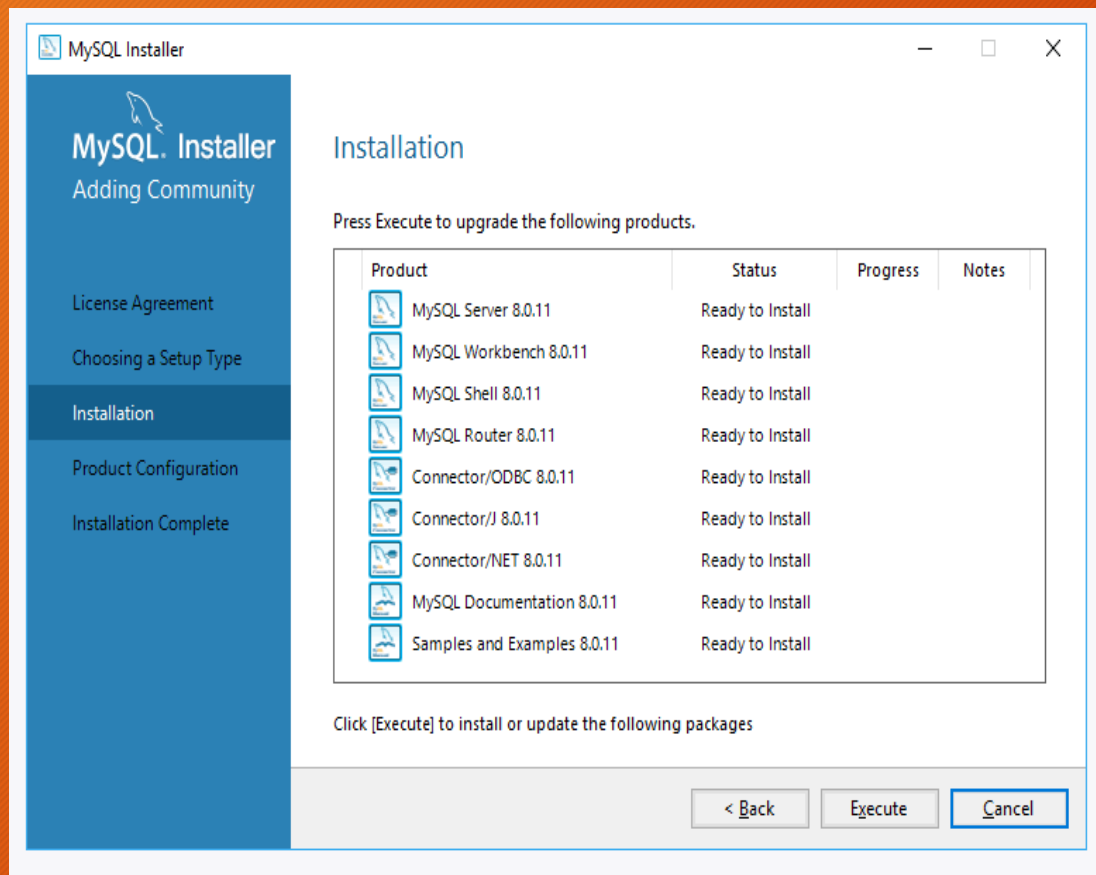 MySQL Installer
MySQL. Installer
Adding Community
License Agreement
Choosing a Setup Type
Installation
Product Configuration
Installation Complete
Installation
Press Execute to upgrade the following products.
Product Status Progress Notes
MySQL Server 8.0.11 Ready to Install
MySQL Workbench 8.0.11 Ready to Install
MySQL Shell 8.0.11 Ready to Install
MySQL Router 8.0.11 Ready to Install
Connector/ODBC 8.0.11 Ready to Install
Connector/J 8.0.11 Ready to Install
Connector/NET 8.0.11 Ready to Install
MySQL Documentation 8.0.11 Ready to Install
Samples and Examples 8.0.11 Ready to Install
Click [Execute] to install or update the following packages
< Back Execute Cancel